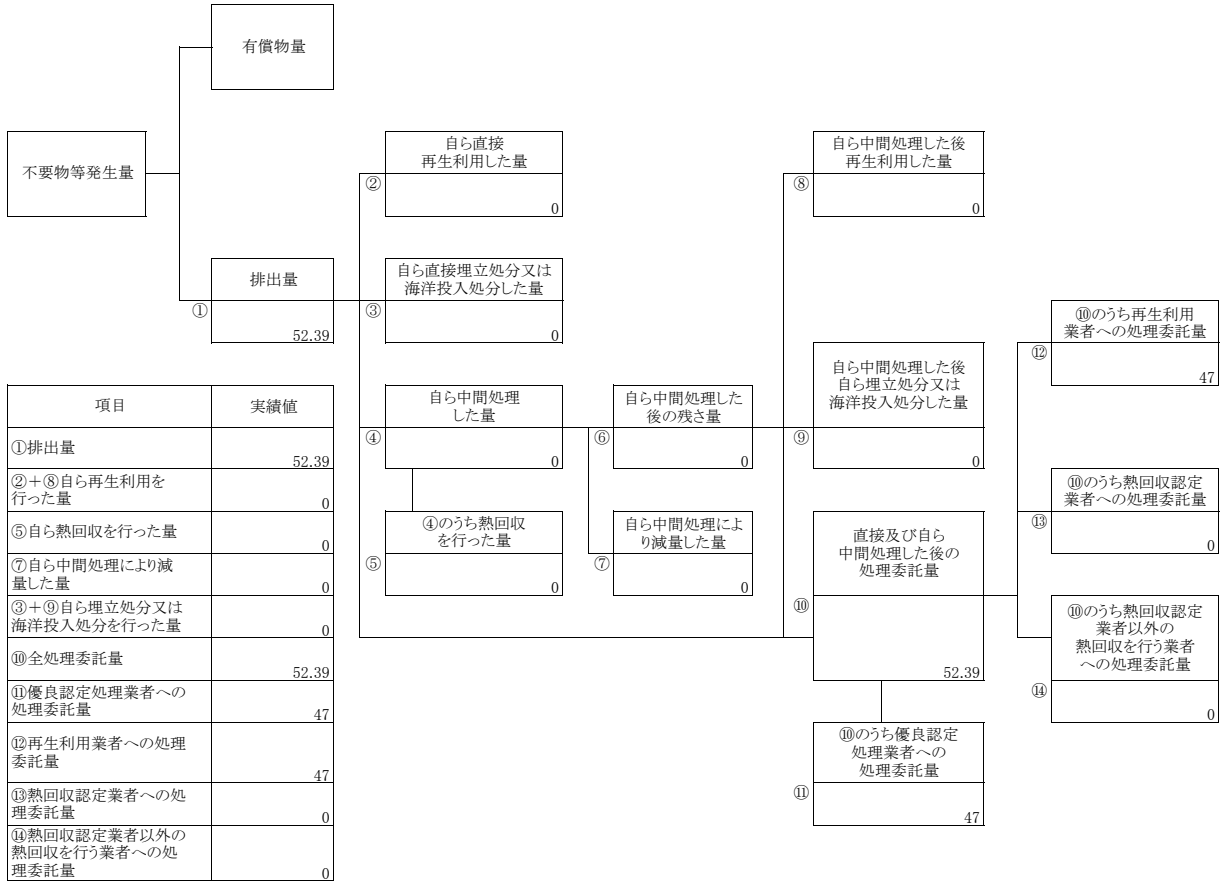 有償物量
不要物等発生量
排出量
①
52.39
自ら直接
再生利用した量
②
0
自ら直接埋立処分又は
海洋投入処分した量
③
0
自ら中間処理
した量
④
0
④のうち熱回収
を行った量
⑤
0
自ら中間処理した
後の残さ量
⑥
0
自ら中間処理によ
り減量した量
⑦
0
自ら中間処理した後
再生利用した量
⑧
0
自ら中間処理した後
自ら埋立処分又は
海洋投入処分した量
⑨
0
直接及び自ら
中間処理した後の
処理委託量
⑩
52.39
⑩のうち優良認定
処理業者への
処理委託量
⑪
47
⑩のうち再生利用
業者への処理委託量
⑫
47
⑩のうち熱回収認定
業者への処理委託量
⑬
0
⑩のうち熱回収認定
業者以外の
熱回収を行う業者
への処理委託量
⑭
0
項目 実績値
①排出量 52.39
②+⑧自ら再生利用を
行った量 0
⑤自ら熱回収を行った量 0
⑦自ら中間処理により減
量した量 0
③+⑨自ら埋立処分又は
海洋投入処分を行った量 0
⑩全処理委託量 52.39
⑪優良認定処理業者への
処理委託量 47
⑫再生利用業者への処理
委託量 47
⑬熱回収認定業者への処
理委託量 0
⑭熱回収認定業者以外の
熱回収を行う業者への処
理委託量 0